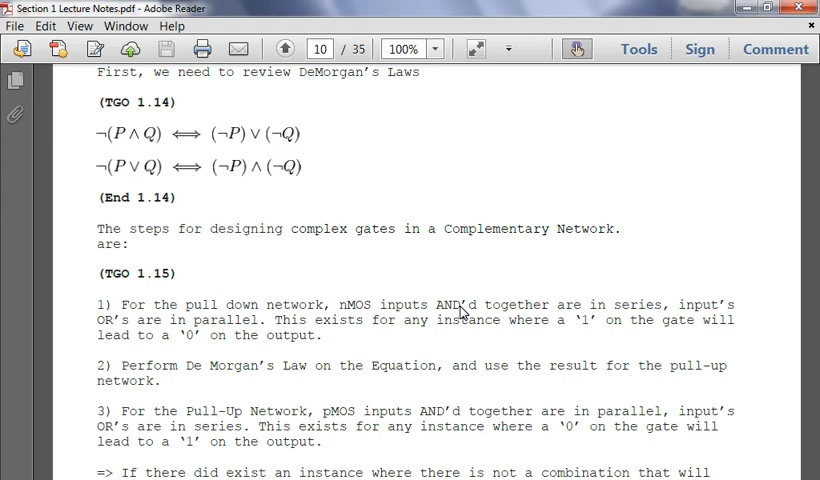 Section 1 Lecture Notes.pdf - Adobe Reader
File Edit View Window Help
10 / 35 100% Tools Sign Comment
First, we need to review DeMorgan's Laws
(TGO 1.14)
¬(P ∧ Q) ⟺ (¬P) ∨ (¬Q)
¬(P ∨ Q) ⟺ (¬P) ∧ (¬Q)
(End 1.14)
The steps for designing complex gates in a Complementary Network.
are:
(TGO 1.15)
1) For the pull down network, nMOS inputs AND'd together are in series, input's
OR's are in parallel. This exists for any instance where a '1' on the gate will
lead to a '0' on the output.
2) Perform De Morgan's Law on the Equation, and use the result for the pull-up
network.
3) For the Pull-Up Network, pMOS inputs AND'd together are in parallel, input's
OR's are in series. This exists for any instance where a '0' on the gate will
lead to a '1' on the output.
=> If there did exist an instance where there is not a combination that will